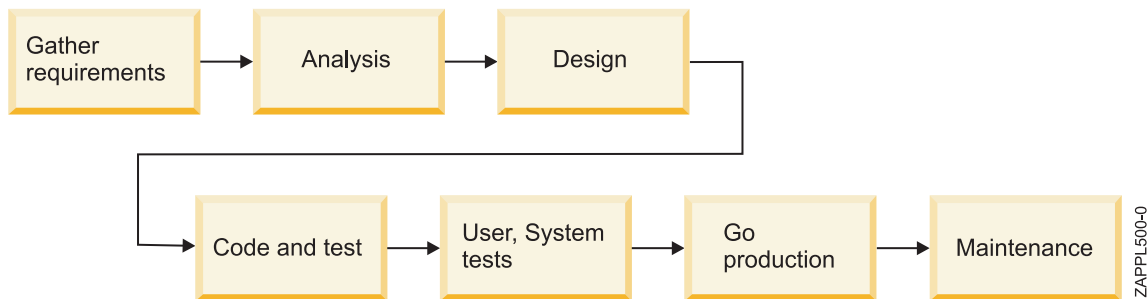 Gather
requirements
Analysis
Design
Code and test
User, System
tests
Go
production
Maintenance
ZAPPL500-0